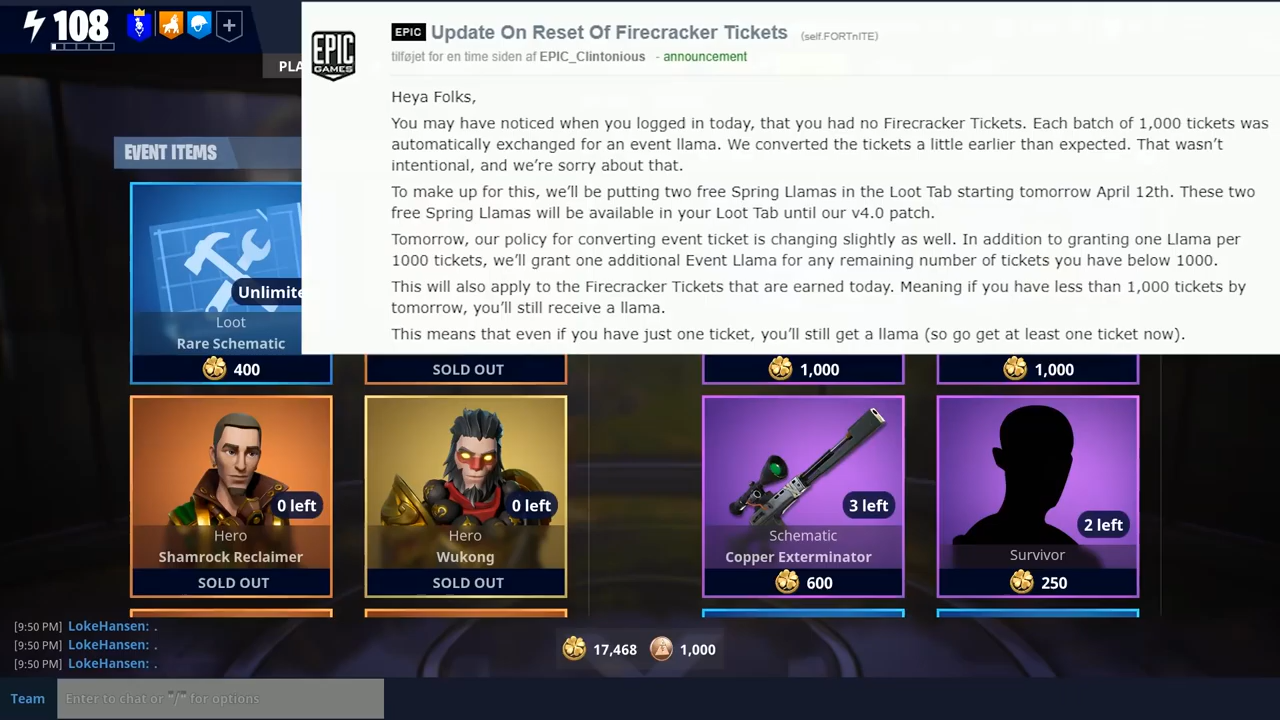 108
PLA
EPIC GAMES
EPIC Update On Reset Of Firecracker Tickets (self.FORTnITE)
tilføjet for en time siden af EPIC_Clintonious - announcement
Heya Folks,
You may have noticed when you logged in today, that you had no Firecracker Tickets. Each batch of 1,000 tickets was
automatically exchanged for an event llama. We converted the tickets a little earlier than expected. That wasn't
intentional, and we're sorry about that.
To make up for this, we'll be putting two free Spring Llamas in the Loot Tab starting tomorrow April 12th. These two
free Spring Llamas will be available in your Loot Tab until our v4.0 patch.
Tomorrow, our policy for converting event ticket is changing slightly as well. In addition to granting one Llama per
1000 tickets, we'll grant one additional Event Llama for any remaining number of tickets you have below 1000.
This will also apply to the Firecracker Tickets that are earned today. Meaning if you have less than 1,000 tickets by
tomorrow, you'll still receive a llama.
This means that even if you have just one ticket, you'll still get a llama (so go get at least one ticket now).
EVENT ITEMS
Unlimite
Loot
Rare Schematic
400
SOLD OUT
1,000
1,000
0 left
Hero
Shamrock Reclaimer
SOLD OUT
0 left
Hero
Wukong
SOLD OUT
3 left
Schematic
Copper Exterminator
600
2 left
Survivor
250
[9:50 PM] LokeHansen: .
[9:50 PM] LokeHansen: .
[9:50 PM] LokeHansen: .
17,468 1,000
Team Enter to chat or "/" for options